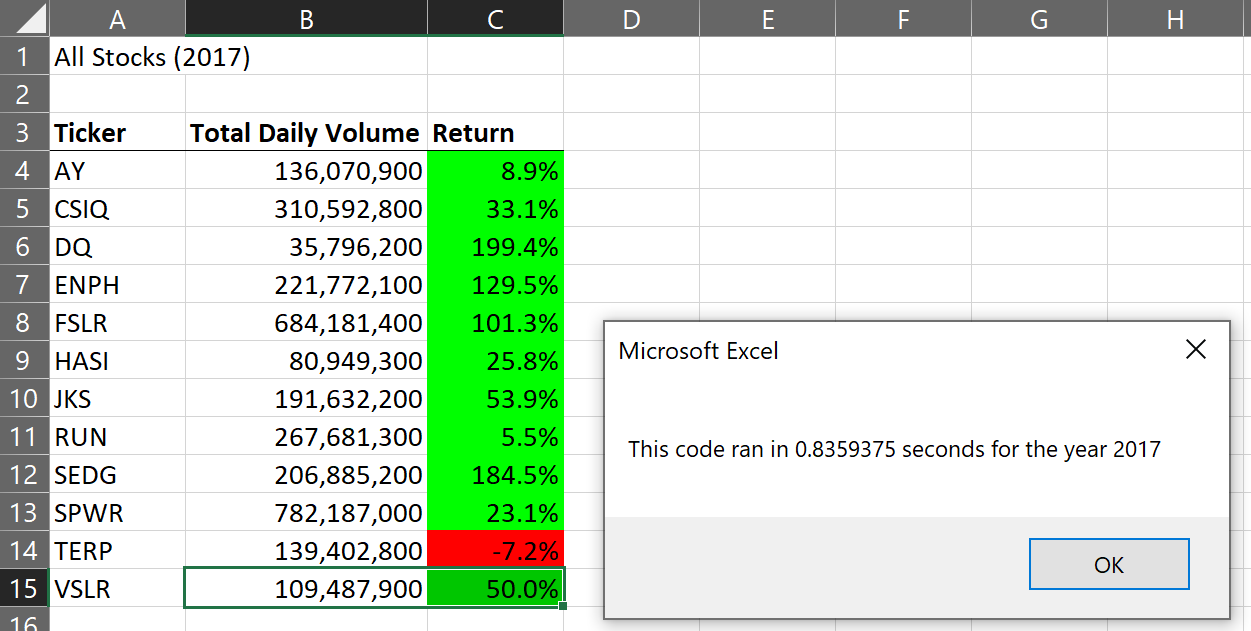 A B C D E F G H
1 All Stocks (2017)
2
3 Ticker Total Daily Volume Return
4 AY 136,070,900 8.9%
5 CSIQ 310,592,800 33.1%
6 DQ 35,796,200 199.4%
7 ENPH 221,772,100 129.5%
8 FSLR 684,181,400 101.3%
9 HASI 80,949,300 25.8%
10 JKS 191,632,200 53.9%
11 RUN 267,681,300 5.5%
12 SEDG 206,885,200 184.5%
13 SPWR 782,187,000 23.1%
14 TERP 139,402,800 -7.2%
15 VSLR 109,487,900 50.0%
16
Microsoft Excel
This code ran in 0.8359375 seconds for the year 2017
OK